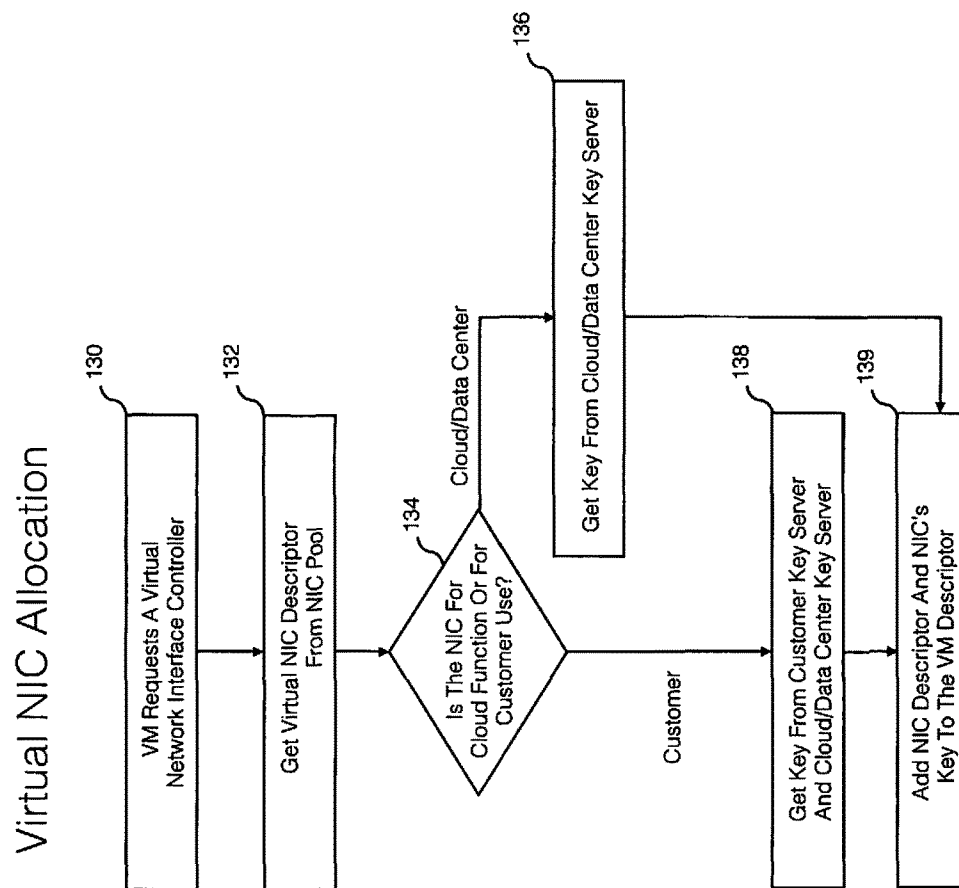 Virtual NIC Allocation
130
VM Requests A Virtual
Network Interface Controller
132
Get Virtual NIC Descriptor
From NIC Pool
134
Is The NIC For
Cloud Function Or For
Customer Use?
Cloud/Data Center
136
Get Key From Cloud/Data Center Key Server
Customer
138
Get Key From Customer Key Server
And Cloud/Data Center Key Server
139
Add NIC Descriptor And NIC's
Key To The VM Descriptor